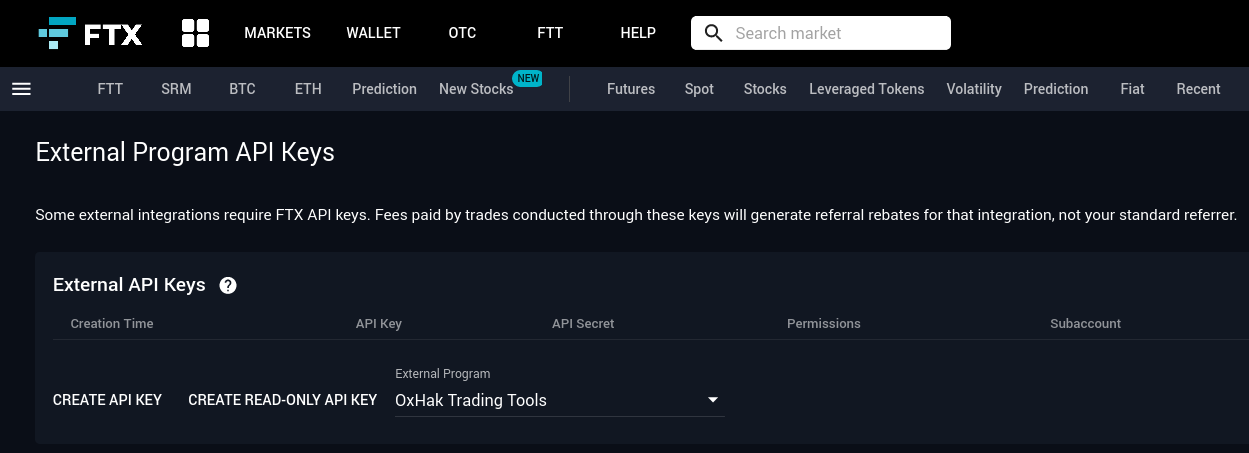 FTX MARKETS WALLET OTC FTT HELP Search market
FTT SRM BTC ETH Prediction New Stocks NEW Futures Spot Stocks Leveraged Tokens Volatility Prediction Fiat Recent
External Program API Keys
Some external integrations require FTX API keys. Fees paid by trades conducted through these keys will generate referral rebates for that integration, not your standard referrer.
External API Keys ?
Creation Time API Key API Secret Permissions Subaccount
External Program
CREATE API KEY CREATE READ-ONLY API KEY OxHak Trading Tools